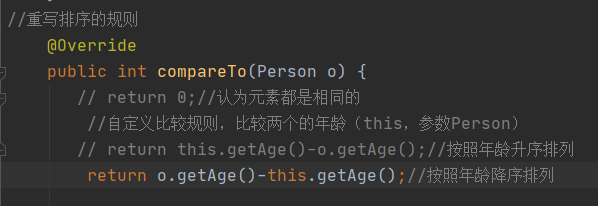 //重写排序的规则
@Override
public int compareTo(Person o) {
// return 0;//认为元素都是相同的
//自定义比较规则，比较两个的年龄（this，参数Person）
// return this.getAge()-o.getAge();//按照年龄升序排列
return o.getAge()-this.getAge();//按照年龄降序排列